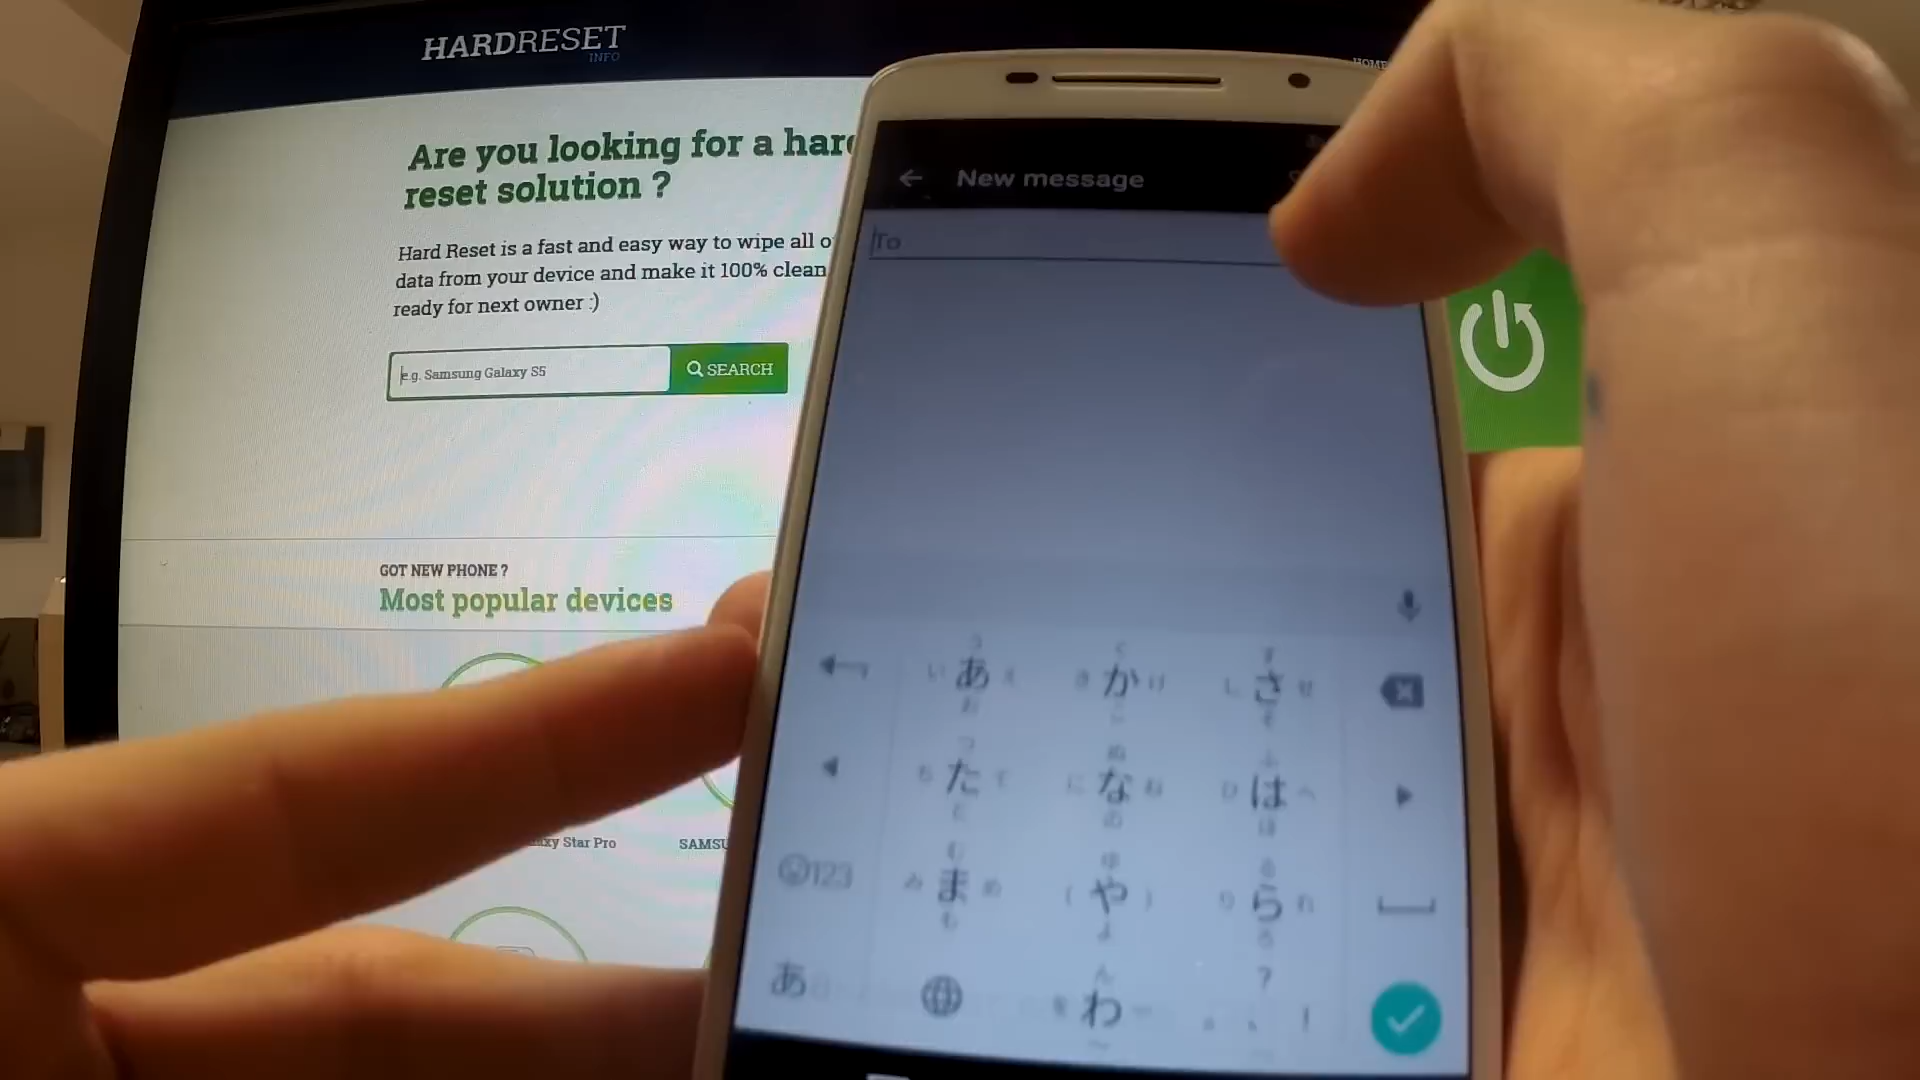 HARDRESET
INFO
HOME
Are you looking for a hard
reset solution ?
Hard Reset is a fast and easy way to wipe all o
data from your device and make it 100% clean
ready for next owner :)
e.g. Samsung Galaxy S5
SEARCH
GOT NEW PHONE ?
Most popular devices
xy Star Pro
SAMSU
New message
To
う
い あ え
お
く
き か け
こ
す
し さ せ
そ
つ
ち た て
と
ぬ
に な ね
の
ふ
ひ は へ
ほ
む
み ま め
も
ゆ
( や )
よ
る
り ら れ
ろ
123
あ
ん
を わ ー
~
?
。 、 !